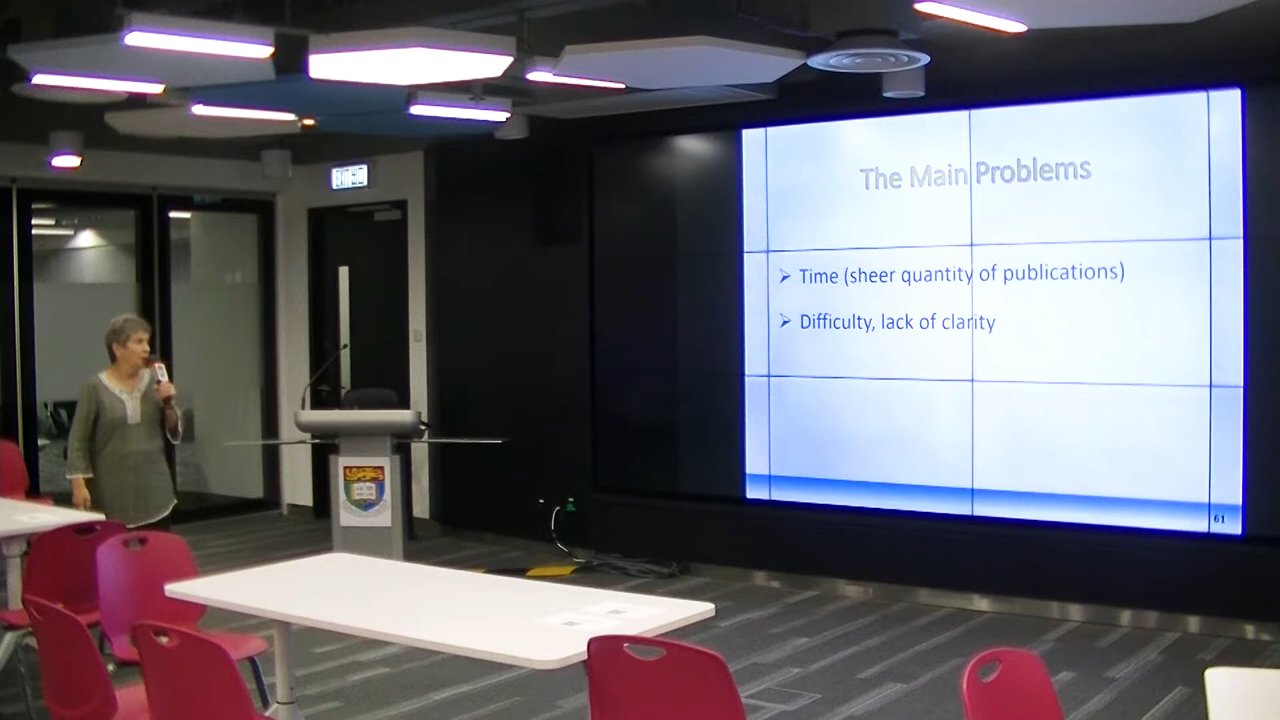 EXIT
The Main Problems
➢ Time (sheer quantity of publications)
➢ Difficulty, lack of clarity
61